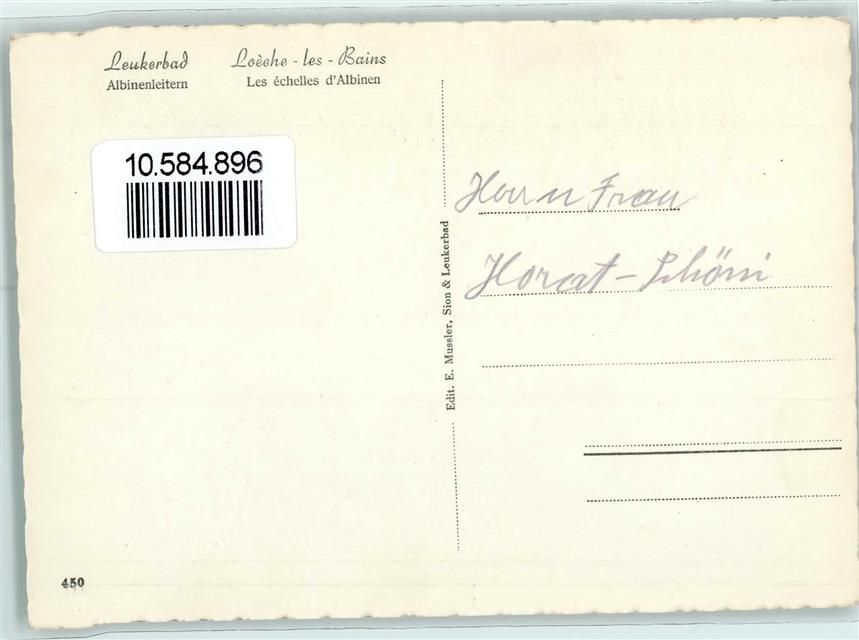 Leukerbad Loèche-les-Bains
Albinenleitern Les échelles d'Albinen
10.584.896
Herr u Frau
Horat-Schöni
Edit. E. Mussler, Sion & Leukerbad
450